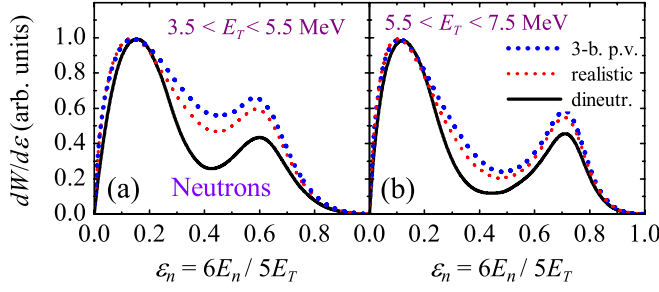 3.5 < E_T < 5.5 MeV
5.5 < E_T < 7.5 MeV
3-b. p.v.
realistic
dineutr.
dW/dε (arb. units)
1.0
0.8
0.6
0.4
0.2
0.0
(a)
Neutrons
(b)
0.0 0.2 0.4 0.6 0.8 0.0 0.2 0.4 0.6 0.8 1.0
ε_n = 6E_n / 5E_T
ε_n = 6E_n / 5E_T